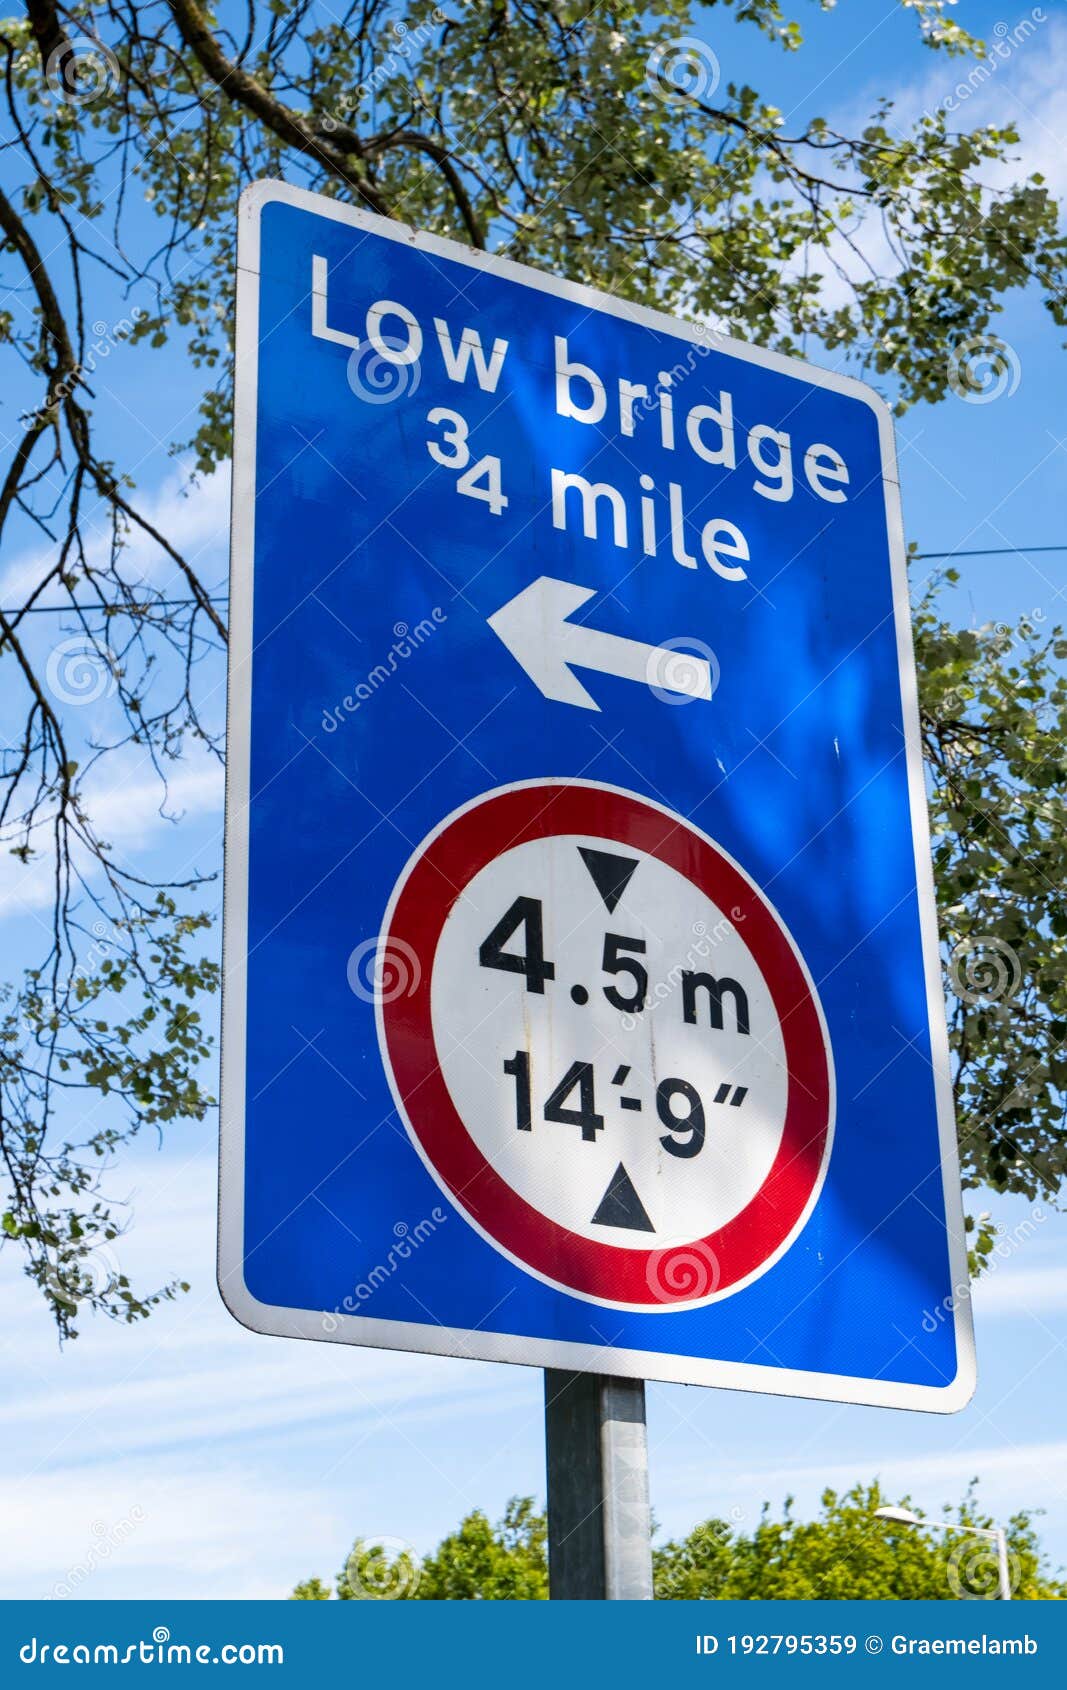 Low bridge
¾ mile
4.5 m
14'-9"
dreamstime.com
ID 192795359 © Graemelamb